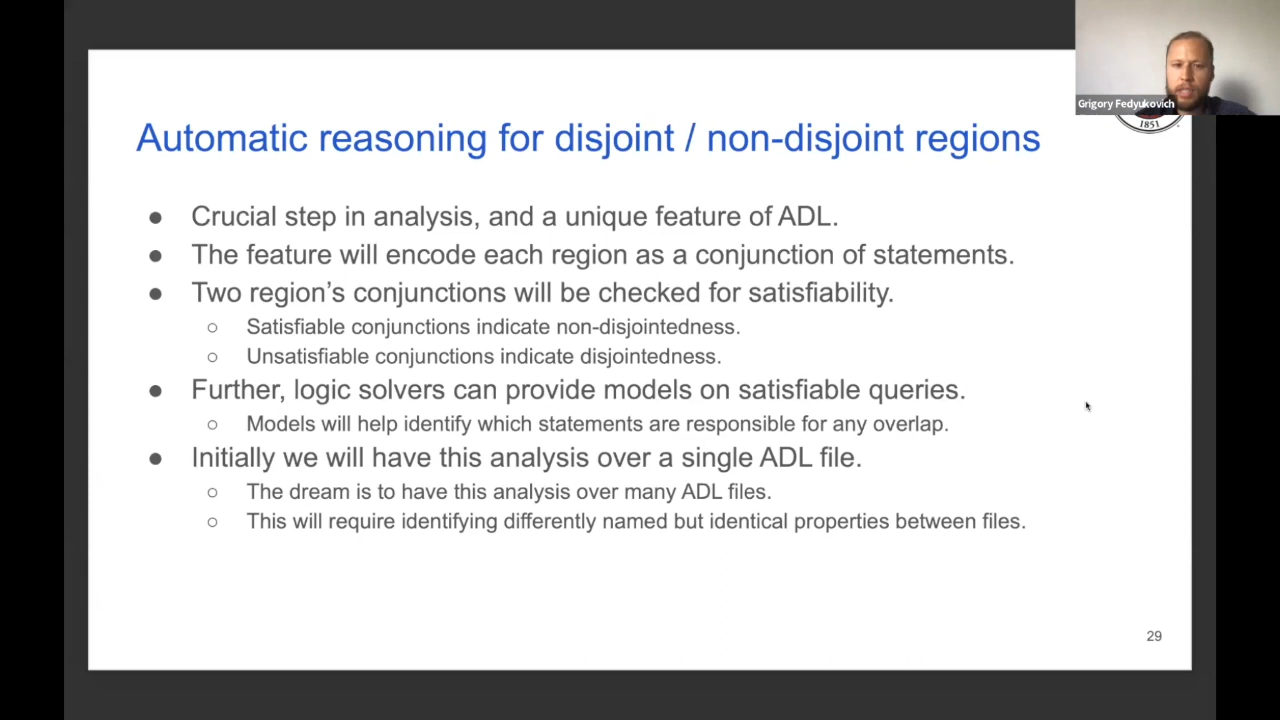 Grigory Fedyukovich
1851
Automatic reasoning for disjoint / non-disjoint regions
● Crucial step in analysis, and a unique feature of ADL.
● The feature will encode each region as a conjunction of statements.
● Two region's conjunctions will be checked for satisfiability.
○ Satisfiable conjunctions indicate non-disjointedness.
○ Unsatisfiable conjunctions indicate disjointedness.
● Further, logic solvers can provide models on satisfiable queries.
○ Models will help identify which statements are responsible for any overlap.
● Initially we will have this analysis over a single ADL file.
○ The dream is to have this analysis over many ADL files.
○ This will require identifying differently named but identical properties between files.
29